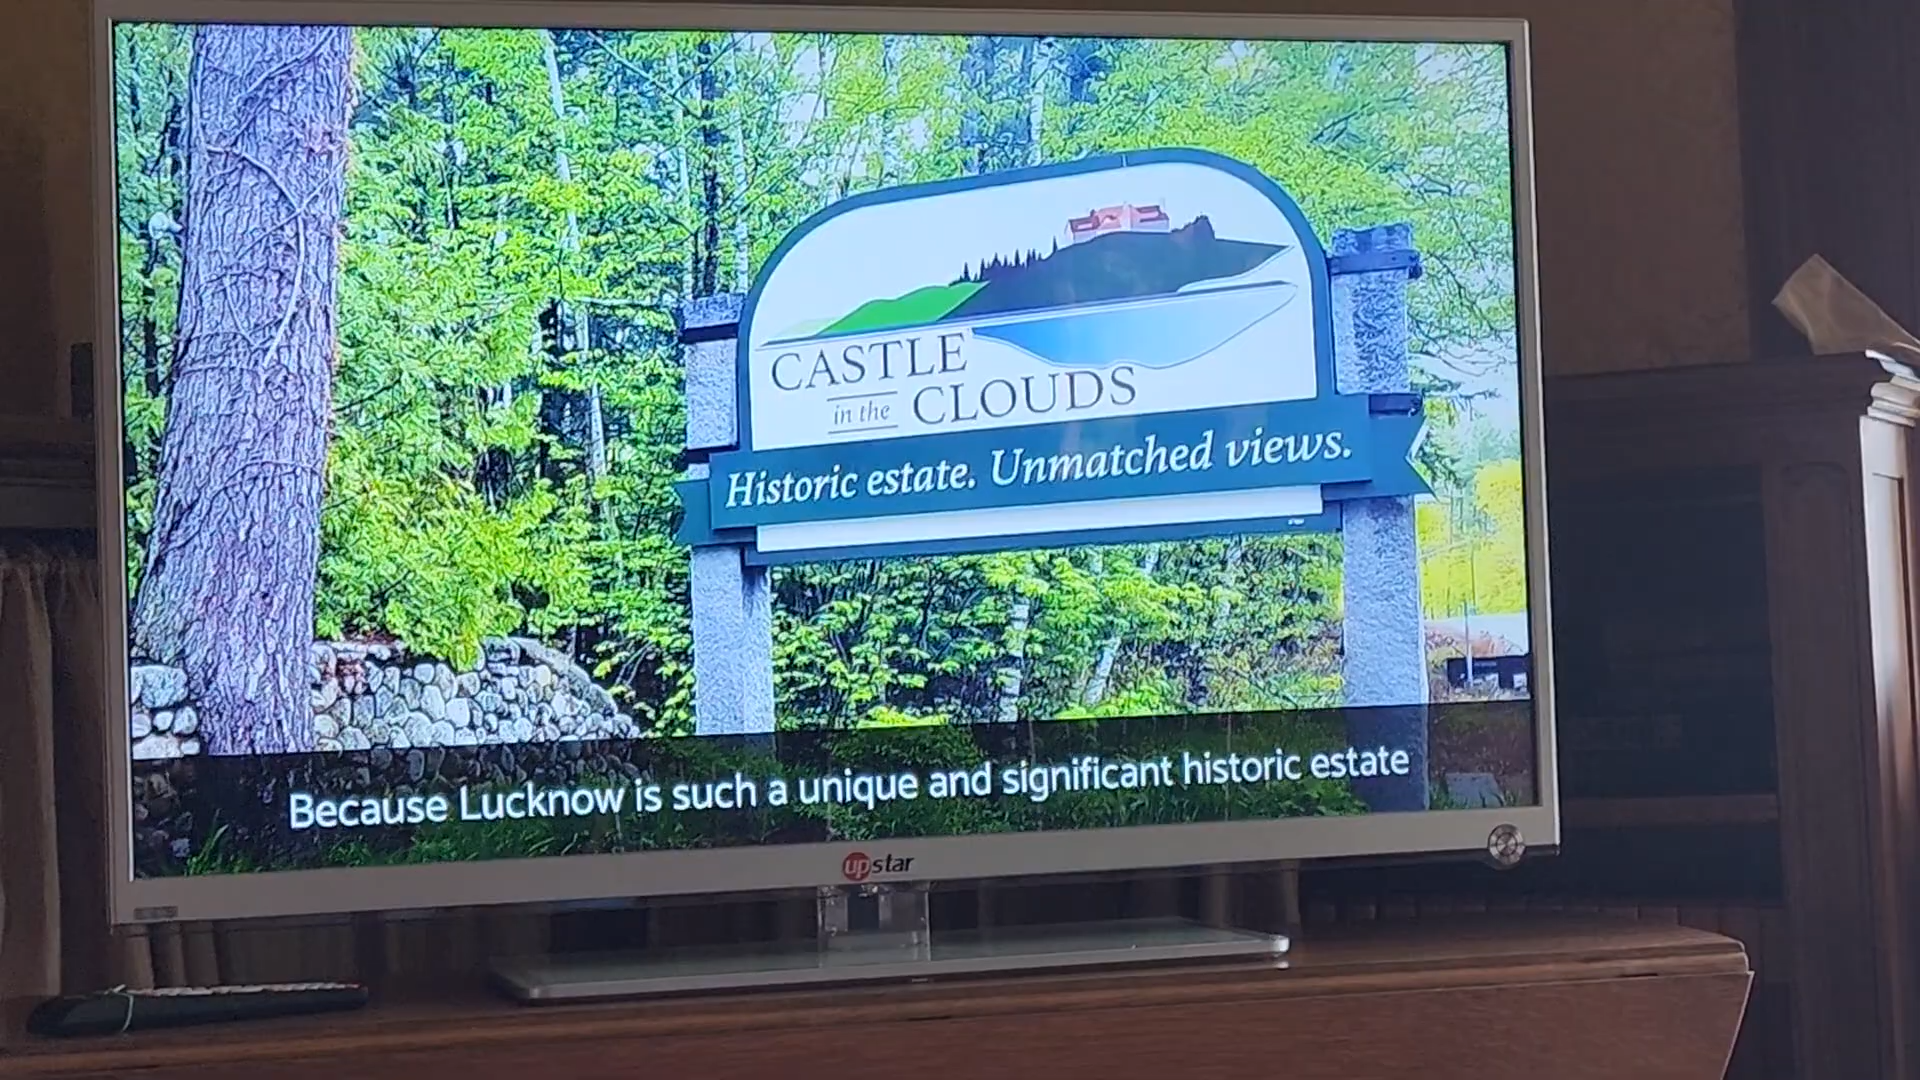 CASTLE
in the CLOUDS
Historic estate. Unmatched views.
Because Lucknow is such a unique and significant historic estate
upstar